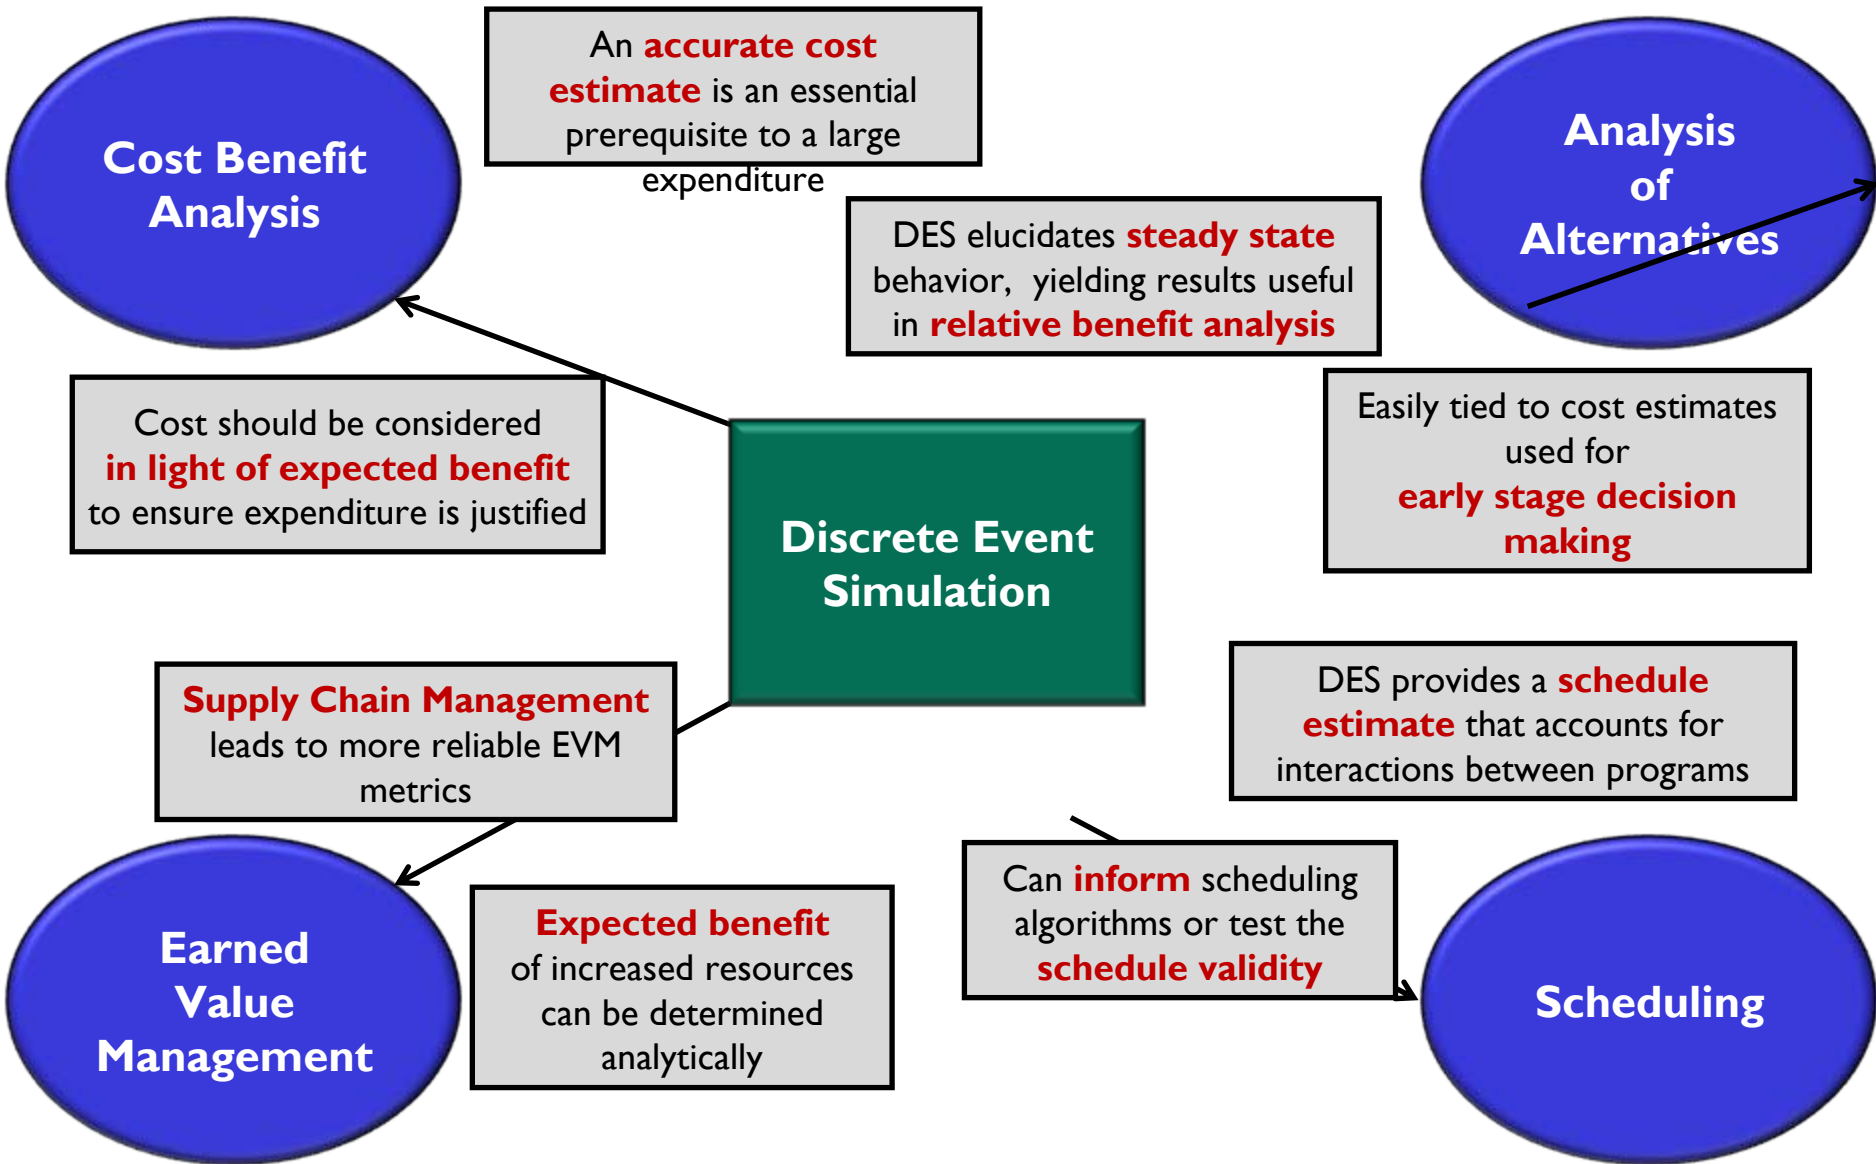 Cost Benefit
Analysis
An accurate cost
estimate is an essential
prerequisite to a large
expenditure
Analysis
of
Alternatives
DES elucidates steady state
behavior, yielding results useful
in relative benefit analysis
Cost should be considered
in light of expected benefit
to ensure expenditure is justified
Easily tied to cost estimates
used for
early stage decision
making
Discrete Event
Simulation
Supply Chain Management
leads to more reliable EVM
metrics
DES provides a schedule
estimate that accounts for
interactions between programs
Earned
Value
Management
Expected benefit
of increased resources
can be determined
analytically
Can inform scheduling
algorithms or test the
schedule validity
Scheduling